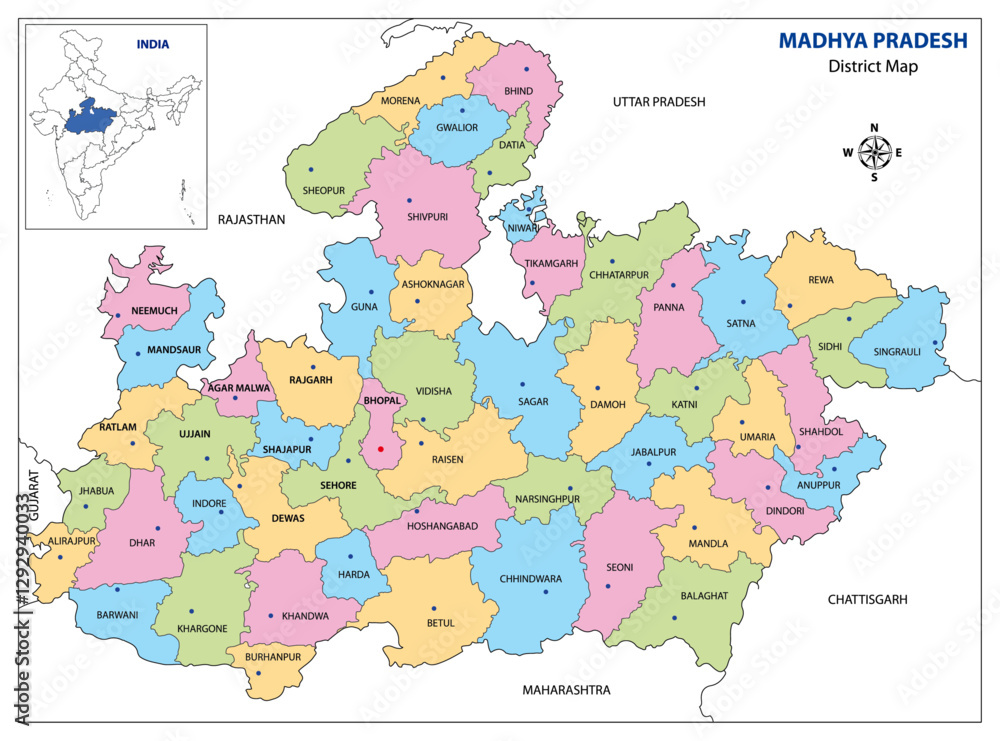 INDIA
MADHYA PRADESH
District Map
N
W
E
S
UTTAR PRADESH
RAJASTHAN
GUJARAT
CHATTISGARH
MAHARASHTRA
MORENA
BHIND
GWALIOR
DATIA
SHEOPUR
SHIVPURI
NIWARI
TIKAMGARH
CHHATARPUR
PANNA
SATNA
REWA
SIDHI
SINGRAULI
GUNA
ASHOKNAGAR
NEEMUCH
MANDSAUR
AGAR MALWA
RAJGARH
BHOPAL
VIDISHA
SAGAR
DAMOH
KATNI
UMARIA
SHAHDOL
RATLAM
UJJAIN
SHAJAPUR
SEHORE
RAISEN
JABALPUR
ANUPPUR
DINDORI
JHABUA
INDORE
DEWAS
HOSHANGABAD
NARSINGHPUR
MANDLA
ALIRAJPUR
DHAR
HARDA
CHHINDWARA
SEONI
BALAGHAT
BARWANI
KHARGONE
KHANDWA
BETUL
BURHANPUR
Adobe Stock | #1292940033
Adobe Stock